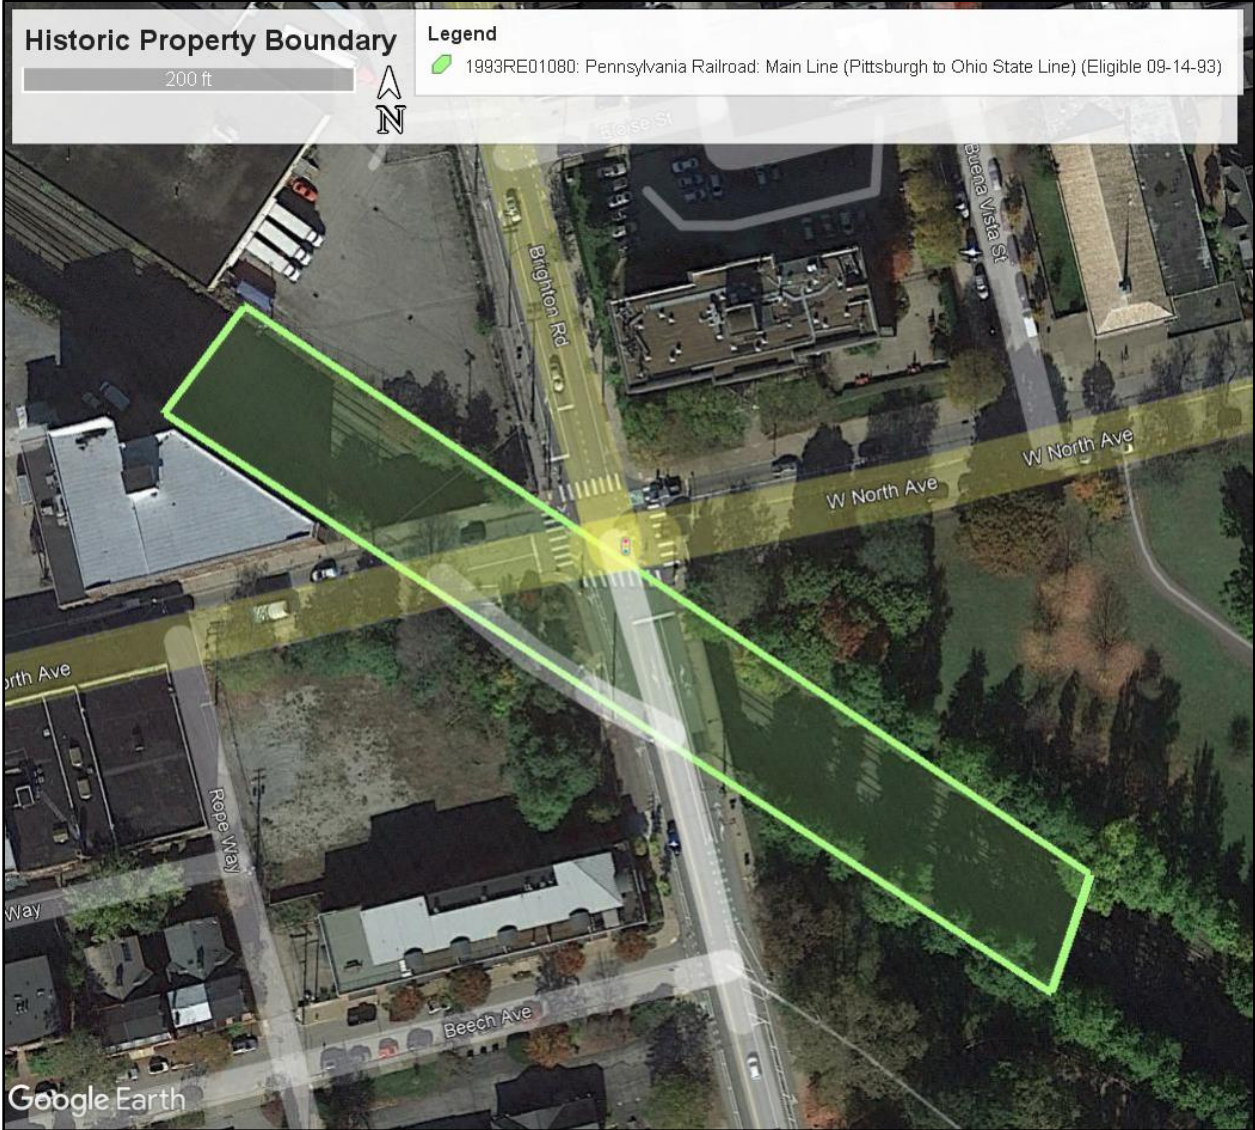 Historic Property Boundary
200 ft
N
Legend
1993RE01080: Pennsylvania Railroad: Main Line (Pittsburgh to Ohio State Line) (Eligible 09-14-93)
Buena Vista St
Brighton Rd
W North Ave
W North Ave
orth Ave
Rope Way
Way
Beech Ave
Google Earth